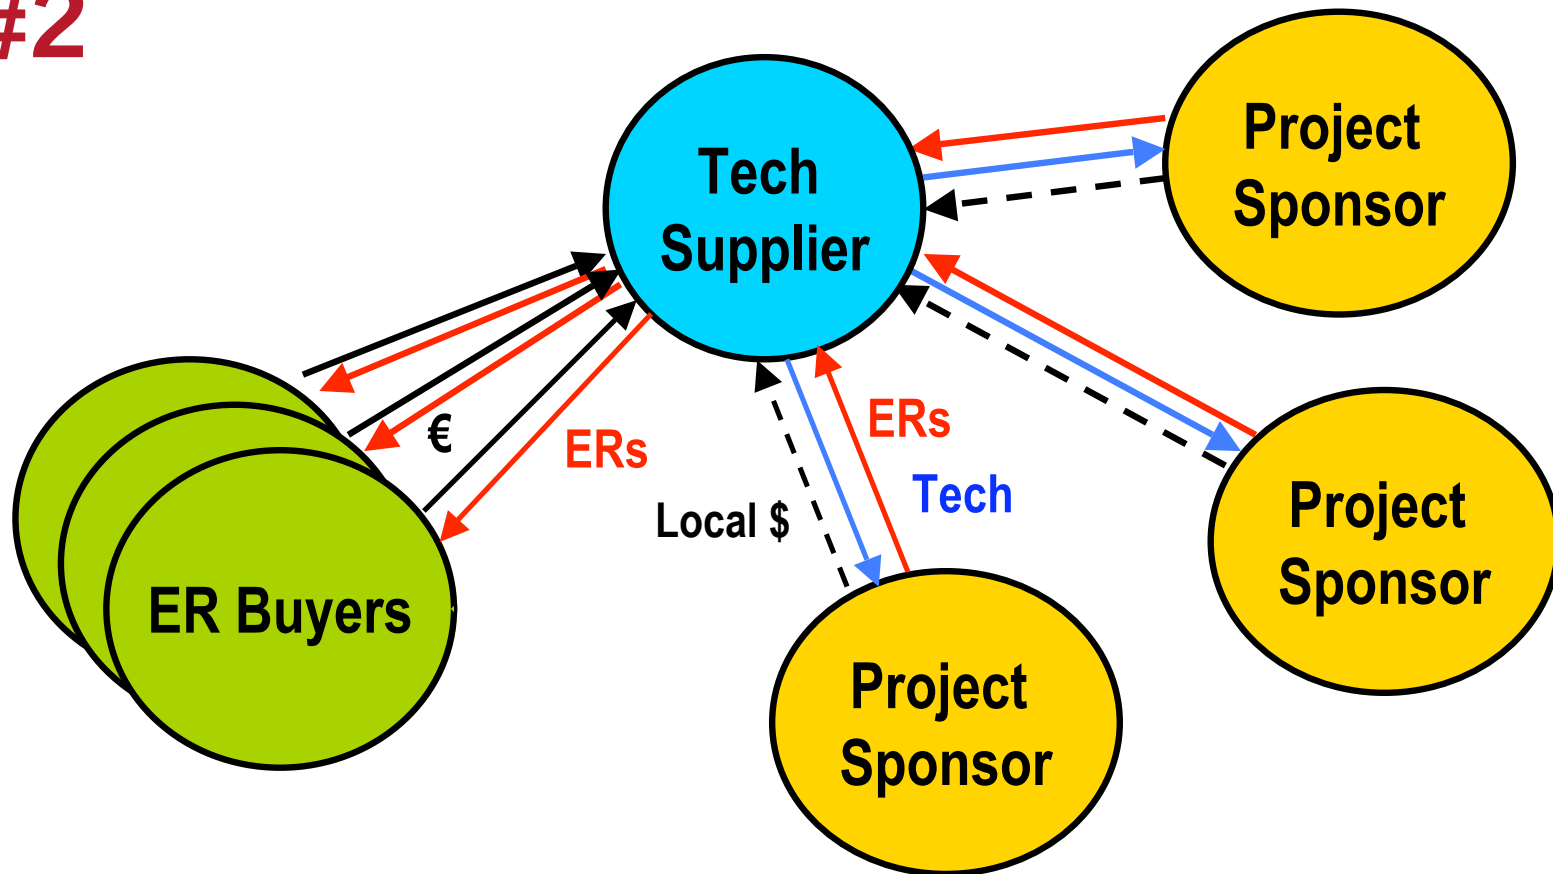 #2
Tech
Supplier
Project
Sponsor
€
ERs
ERs
Tech
Local $
Project
Sponsor
ER Buyers
Project
Sponsor